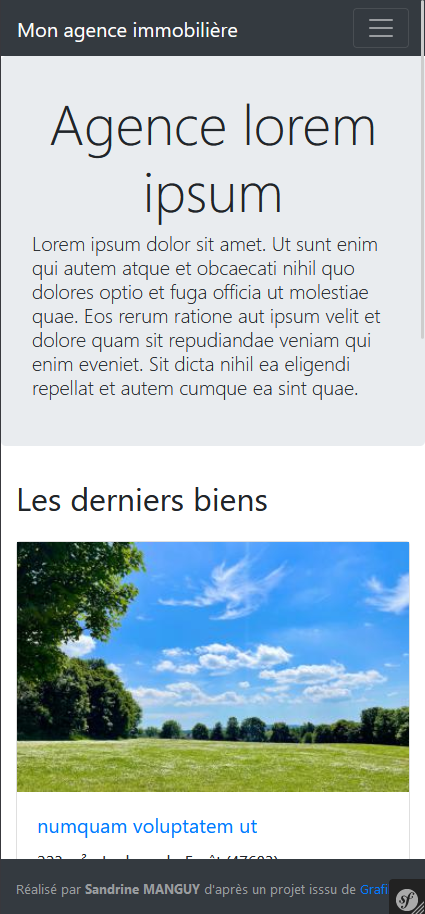 Mon agence immobilière
Agence lorem
ipsum
Lorem ipsum dolor sit amet. Ut sunt enim
qui autem atque et obcaecati nihil quo
dolores optio et fuga officia ut molestiae
quae. Eos rerum ratione aut ipsum velit et
dolore quam sit repudiandae veniam qui
enim eveniet. Sit dicta nihil ea eligendi
repellat et autem cumque ea sint quae.
Les derniers biens
numquam voluptatem ut
Réalisé par Sandrine MANGUY d'après un projet isssu de
sf